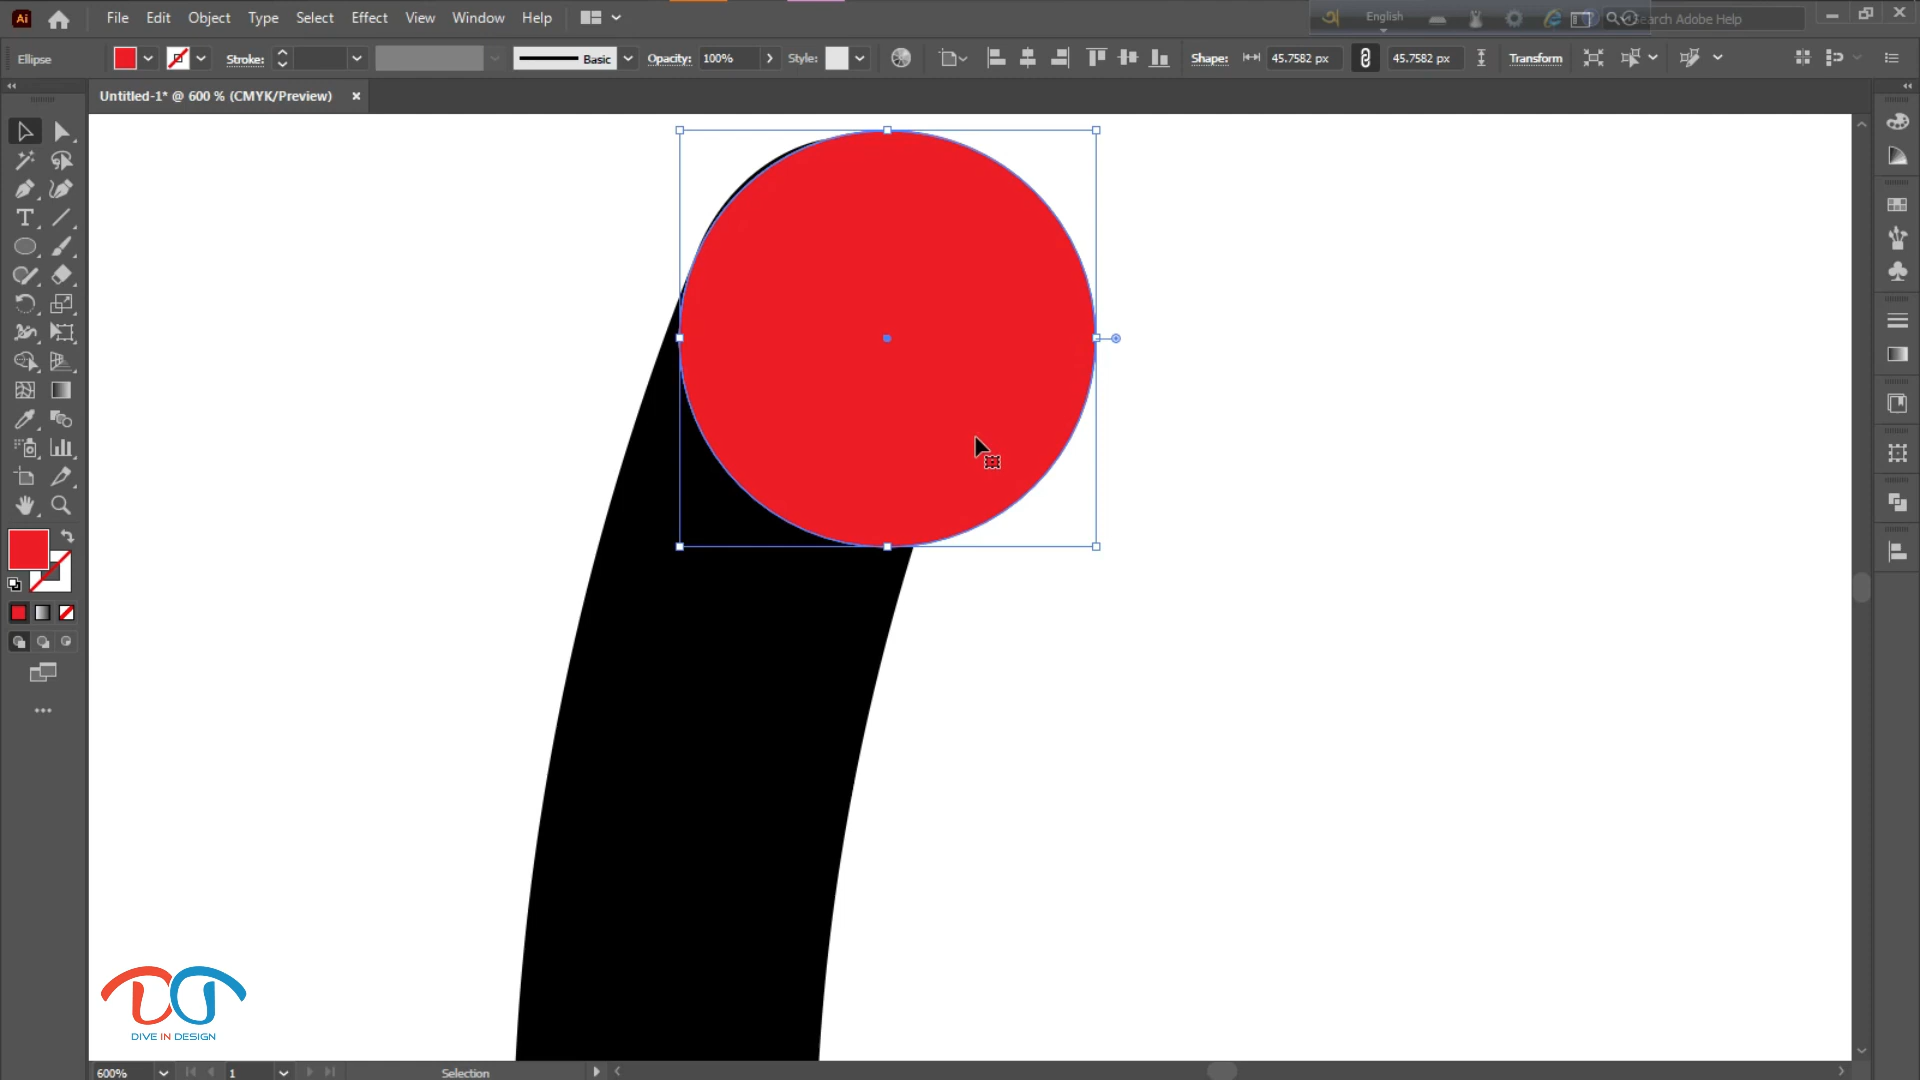 Ai File Edit Object Type Select Effect View Window Help English Search Adobe Help
Ellipse Stroke: Basic Opacity: 100% Style: Shape: 45.7582 px 45.7582 px Transform
Untitled-1* @ 600 % (CMYK/Preview) ×
DIVE IN DESIGN
600% 1 Selection